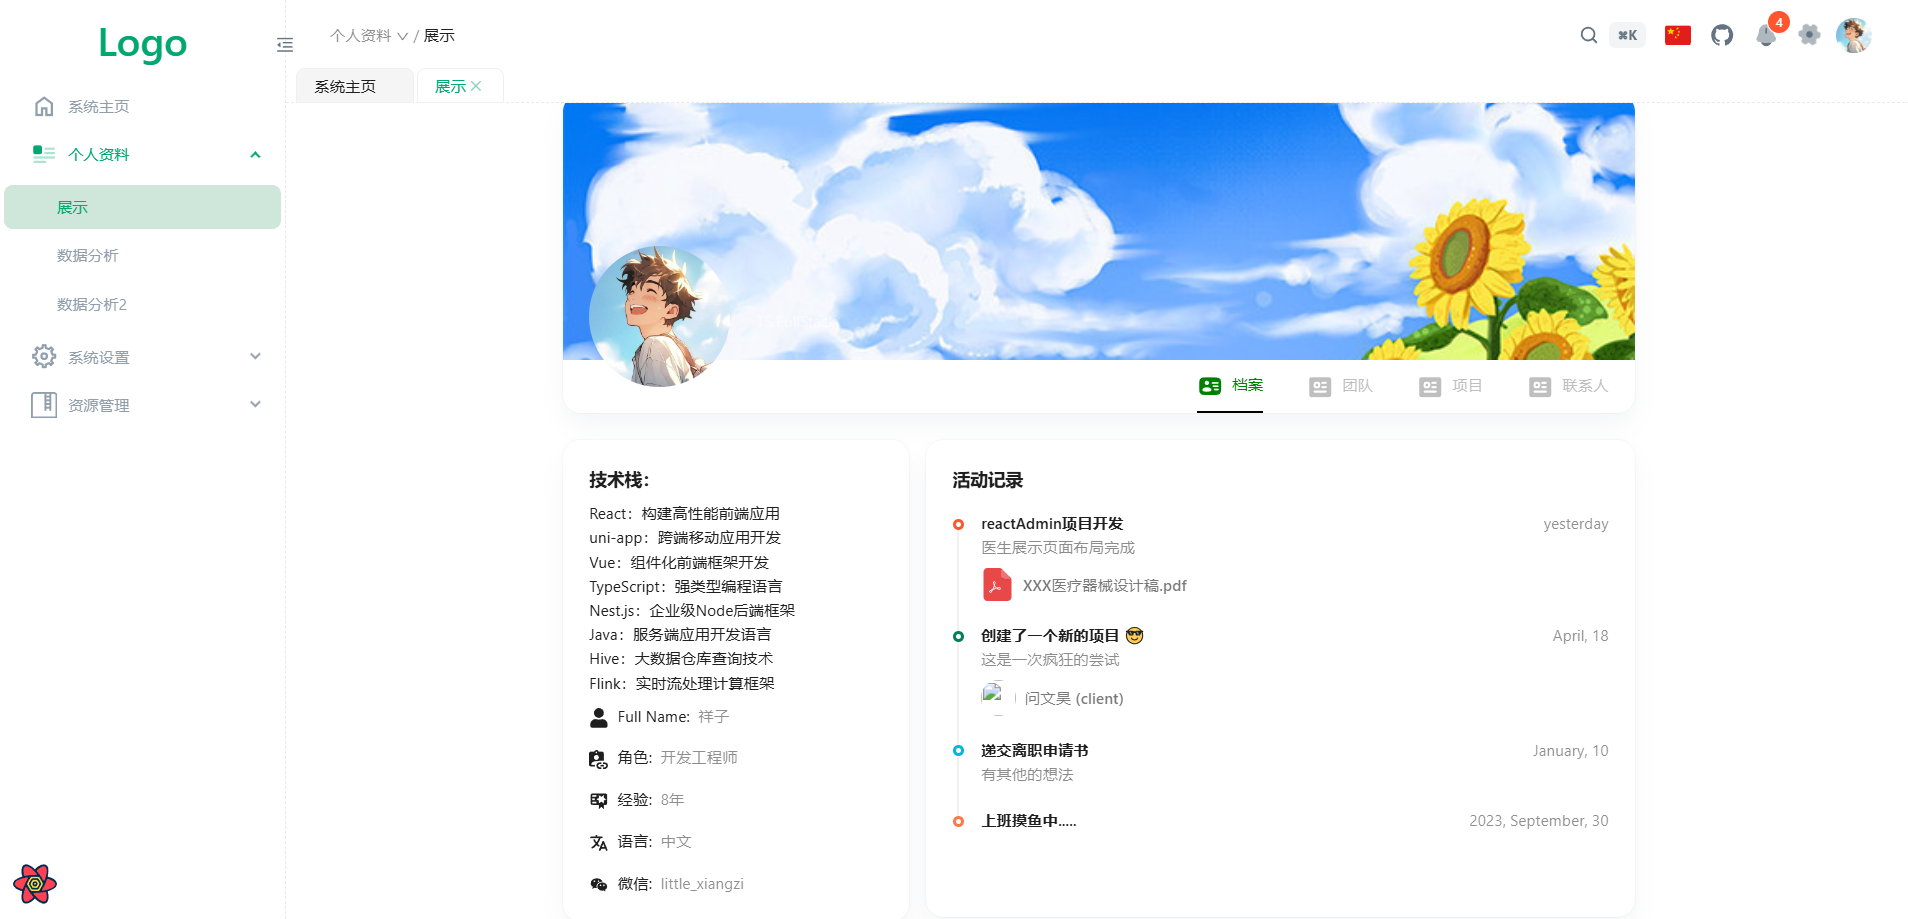 Logo
系统主页
个人资料
展示
数据分析
数据分析2
系统设置
资源管理
个人资料 / 展示
⌘K
4
系统主页
展示
档案
团队
项目
联系人
技术栈：
React：构建高性能前端应用
uni-app：跨端移动应用开发
Vue：组件化前端框架开发
TypeScript：强类型编程语言
Nest.js：企业级Node后端框架
Java：服务端应用开发语言
Hive：大数据仓库查询技术
Flink：实时流处理计算框架
Full Name: 祥子
角色: 开发工程师
经验: 8年
语言: 中文
微信: little_xiangzi
活动记录
reactAdmin项目开发 yesterday
医生展示页面布局完成
XXX医疗器械设计稿.pdf
创建了一个新的项目 😎 April, 18
这是一次疯狂的尝试
问文昊 (client)
递交离职申请书 January, 10
有其他的想法
上班摸鱼中..... 2023, September, 30